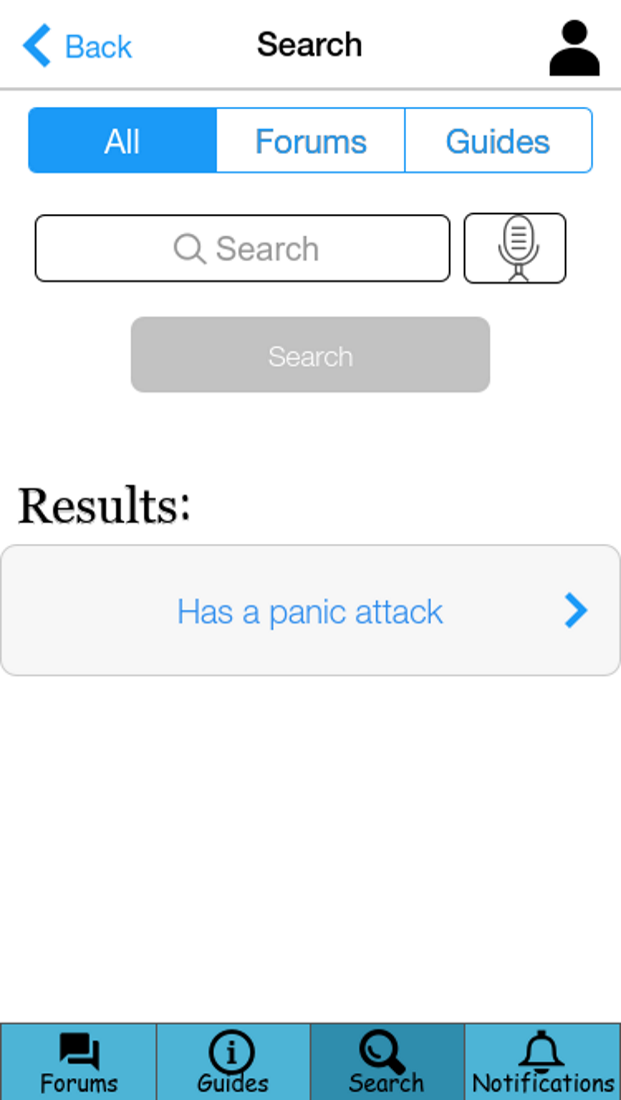 Back
Search
All
Forums
Guides
Search
Search
Results:
Has a panic attack
Forums
Guides
Search
Notifications